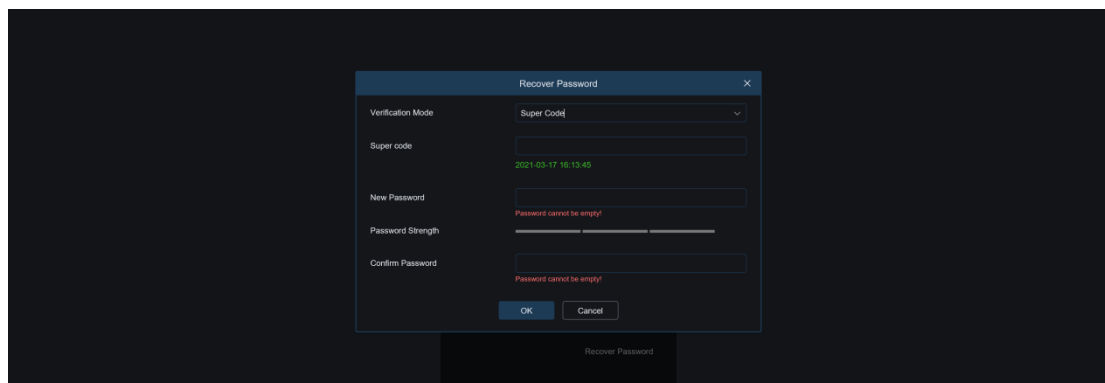 Recover Password
Verification Mode
Super Code
Super code
2021-03-17 16:13:45
New Password
Password cannot be empty!
Password Strength
Confirm Password
Password cannot be empty!
OK
Cancel
Recover Password